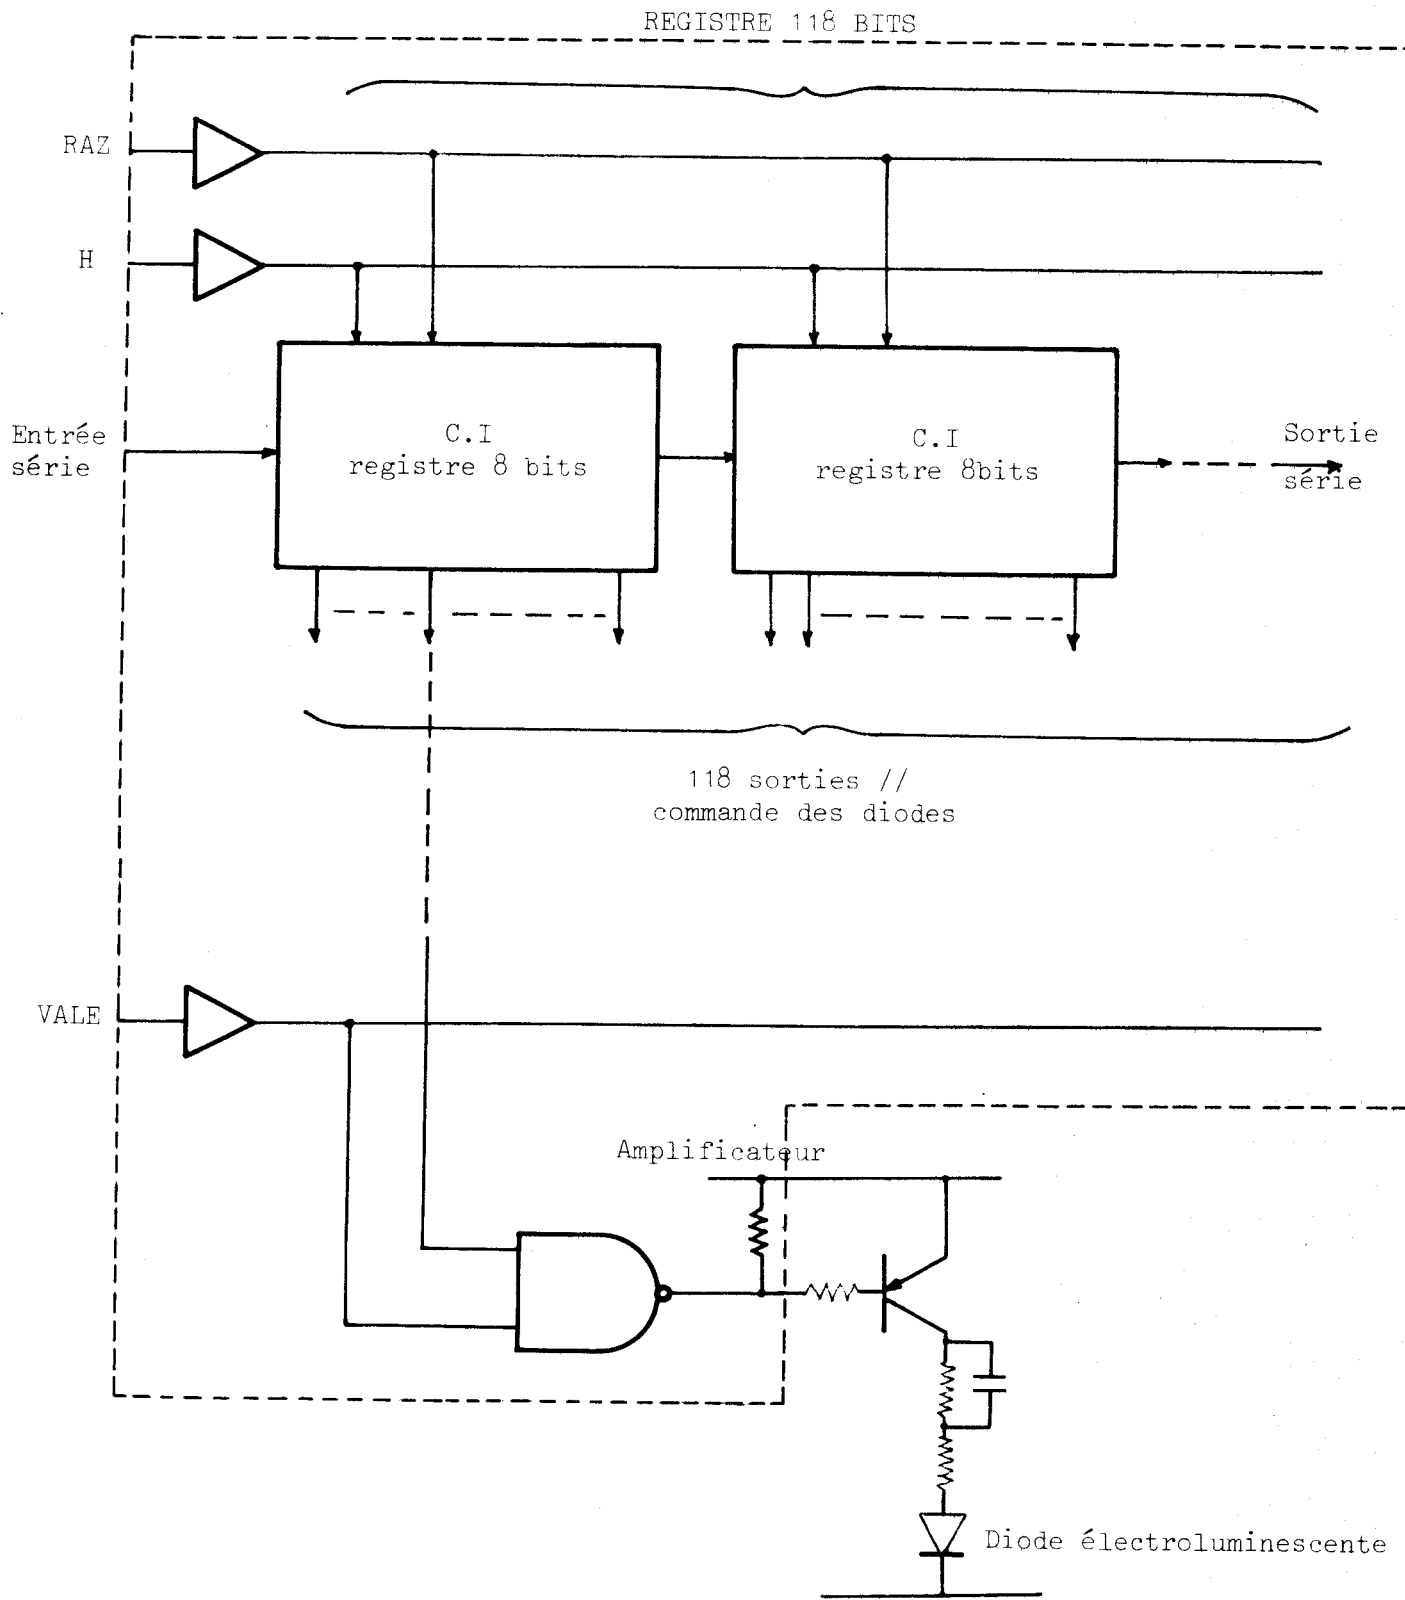 REGISTRE 118 BITS
RAZ
H
Entrée
série
C.I
registre 8 bits
C.I
registre 8bits
Sortie
série
118 sorties //
commande des diodes
VALE
Amplificateur
Diode électroluminescente